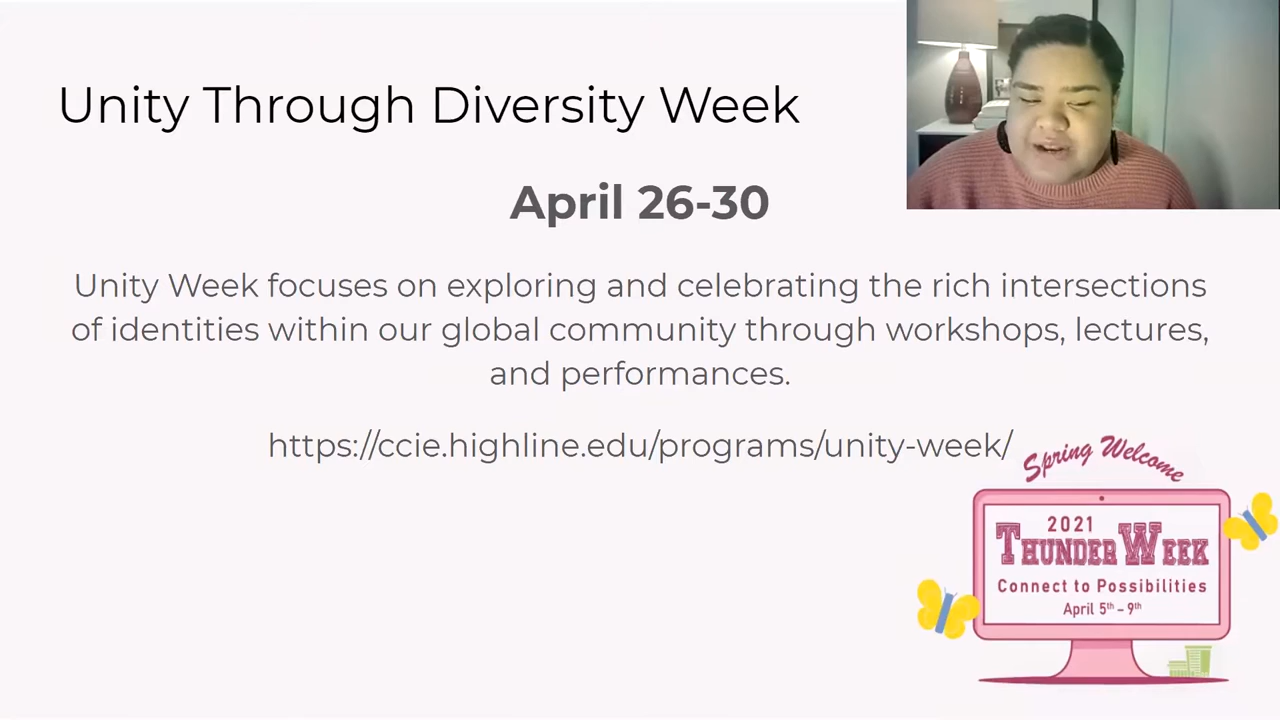 Unity Through Diversity Week
April 26-30
Unity Week focuses on exploring and celebrating the rich intersections
of identities within our global community through workshops, lectures,
and performances.
https://ccie.highline.edu/programs/unity-week/
Spring Welcome
2021
THUNDER WEEK
Connect to Possibilities
April 5th - 9th